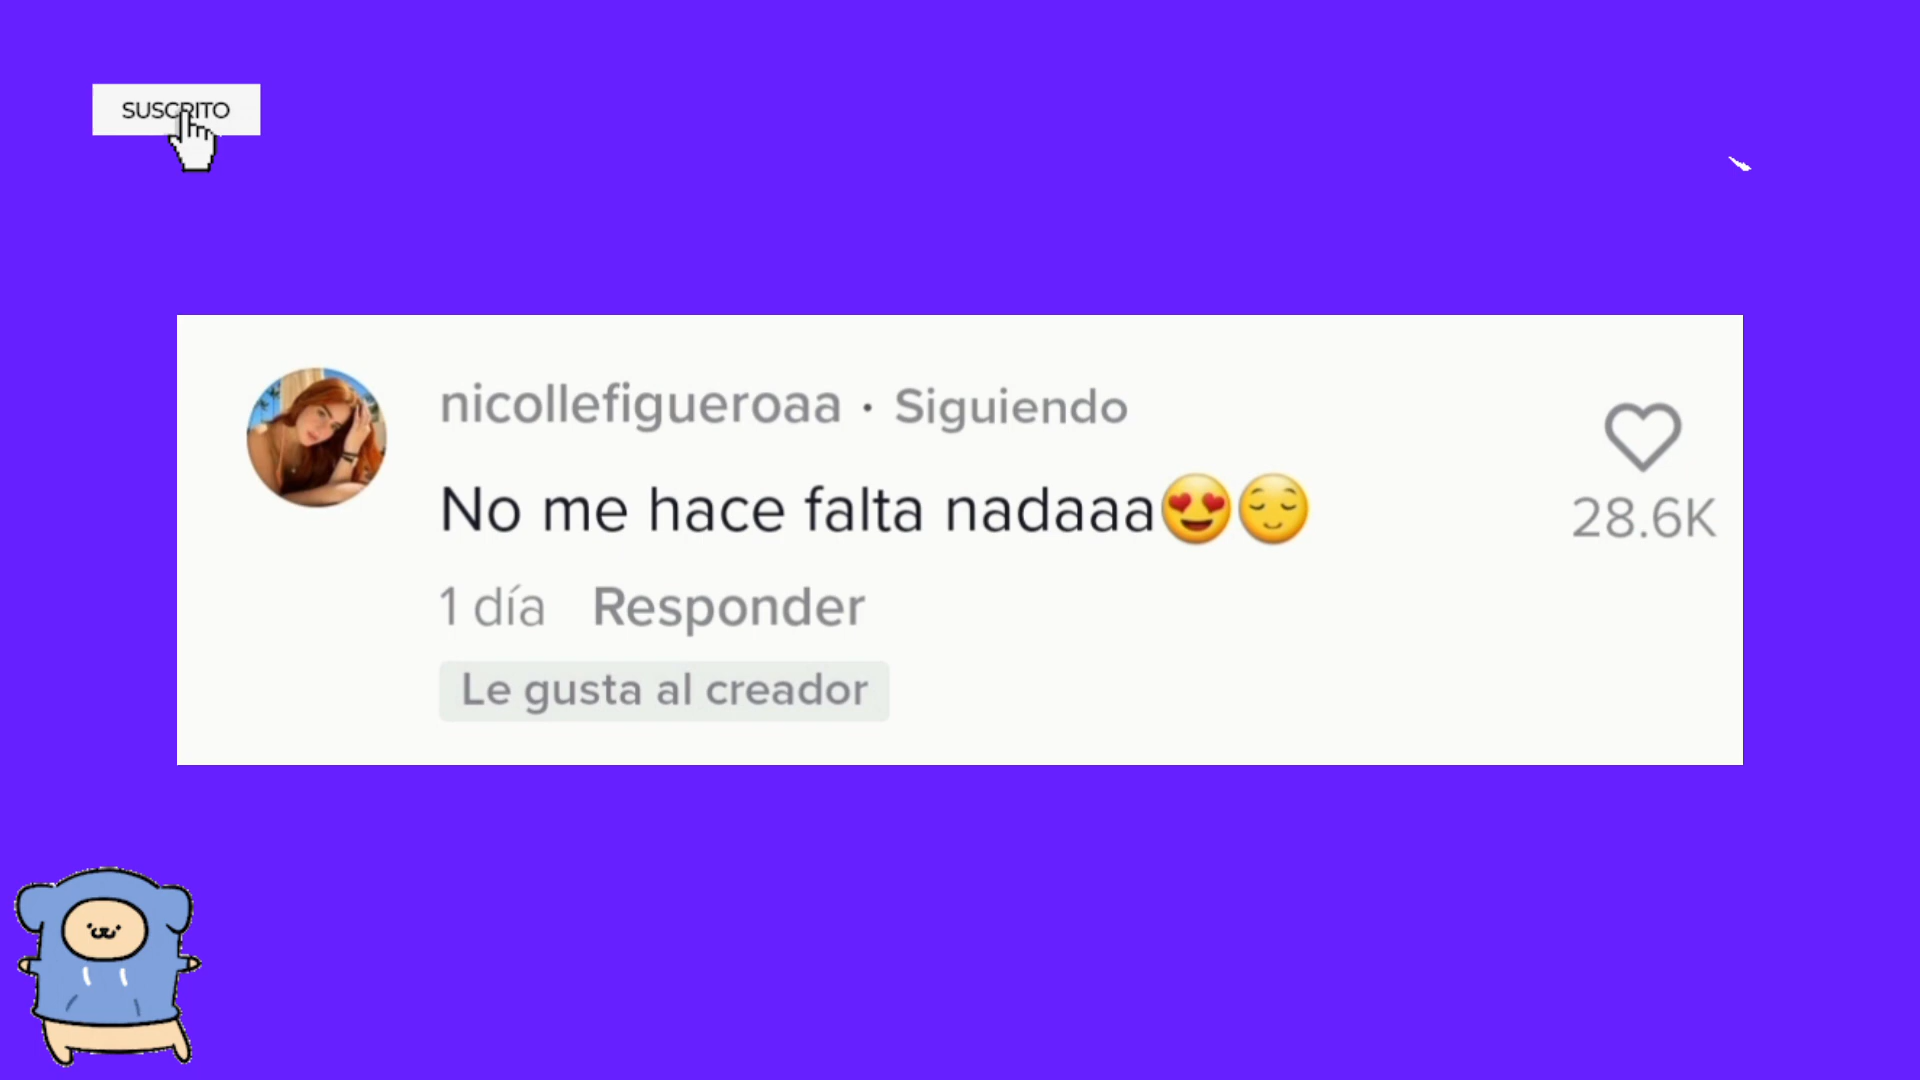 SUSCRITO
nicollefigueroaa · Siguiendo
No me hace falta nadaaa😍😌
28.6K
1 día Responder
Le gusta al creador